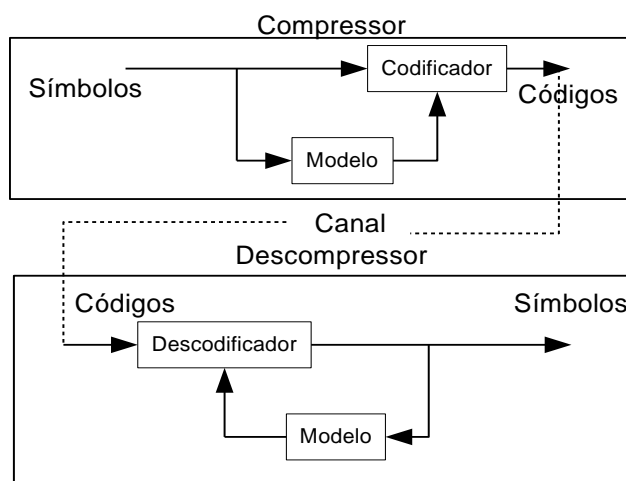 Compressor
Codificador
Símbolos
Códigos
Modelo
Canal
Descompressor
Códigos
Símbolos
Descodificador
Modelo